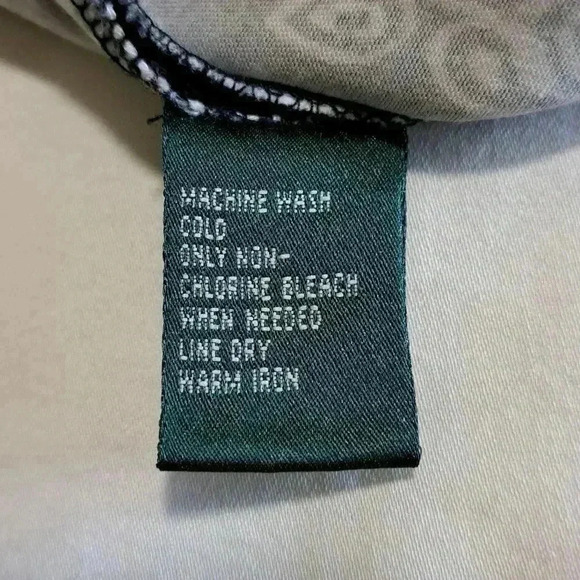 MACHINE WASH
COLD
ONLY NON-
CHLORINE BLEACH
WHEN NEEDED
LINE DRY
WARM IRON